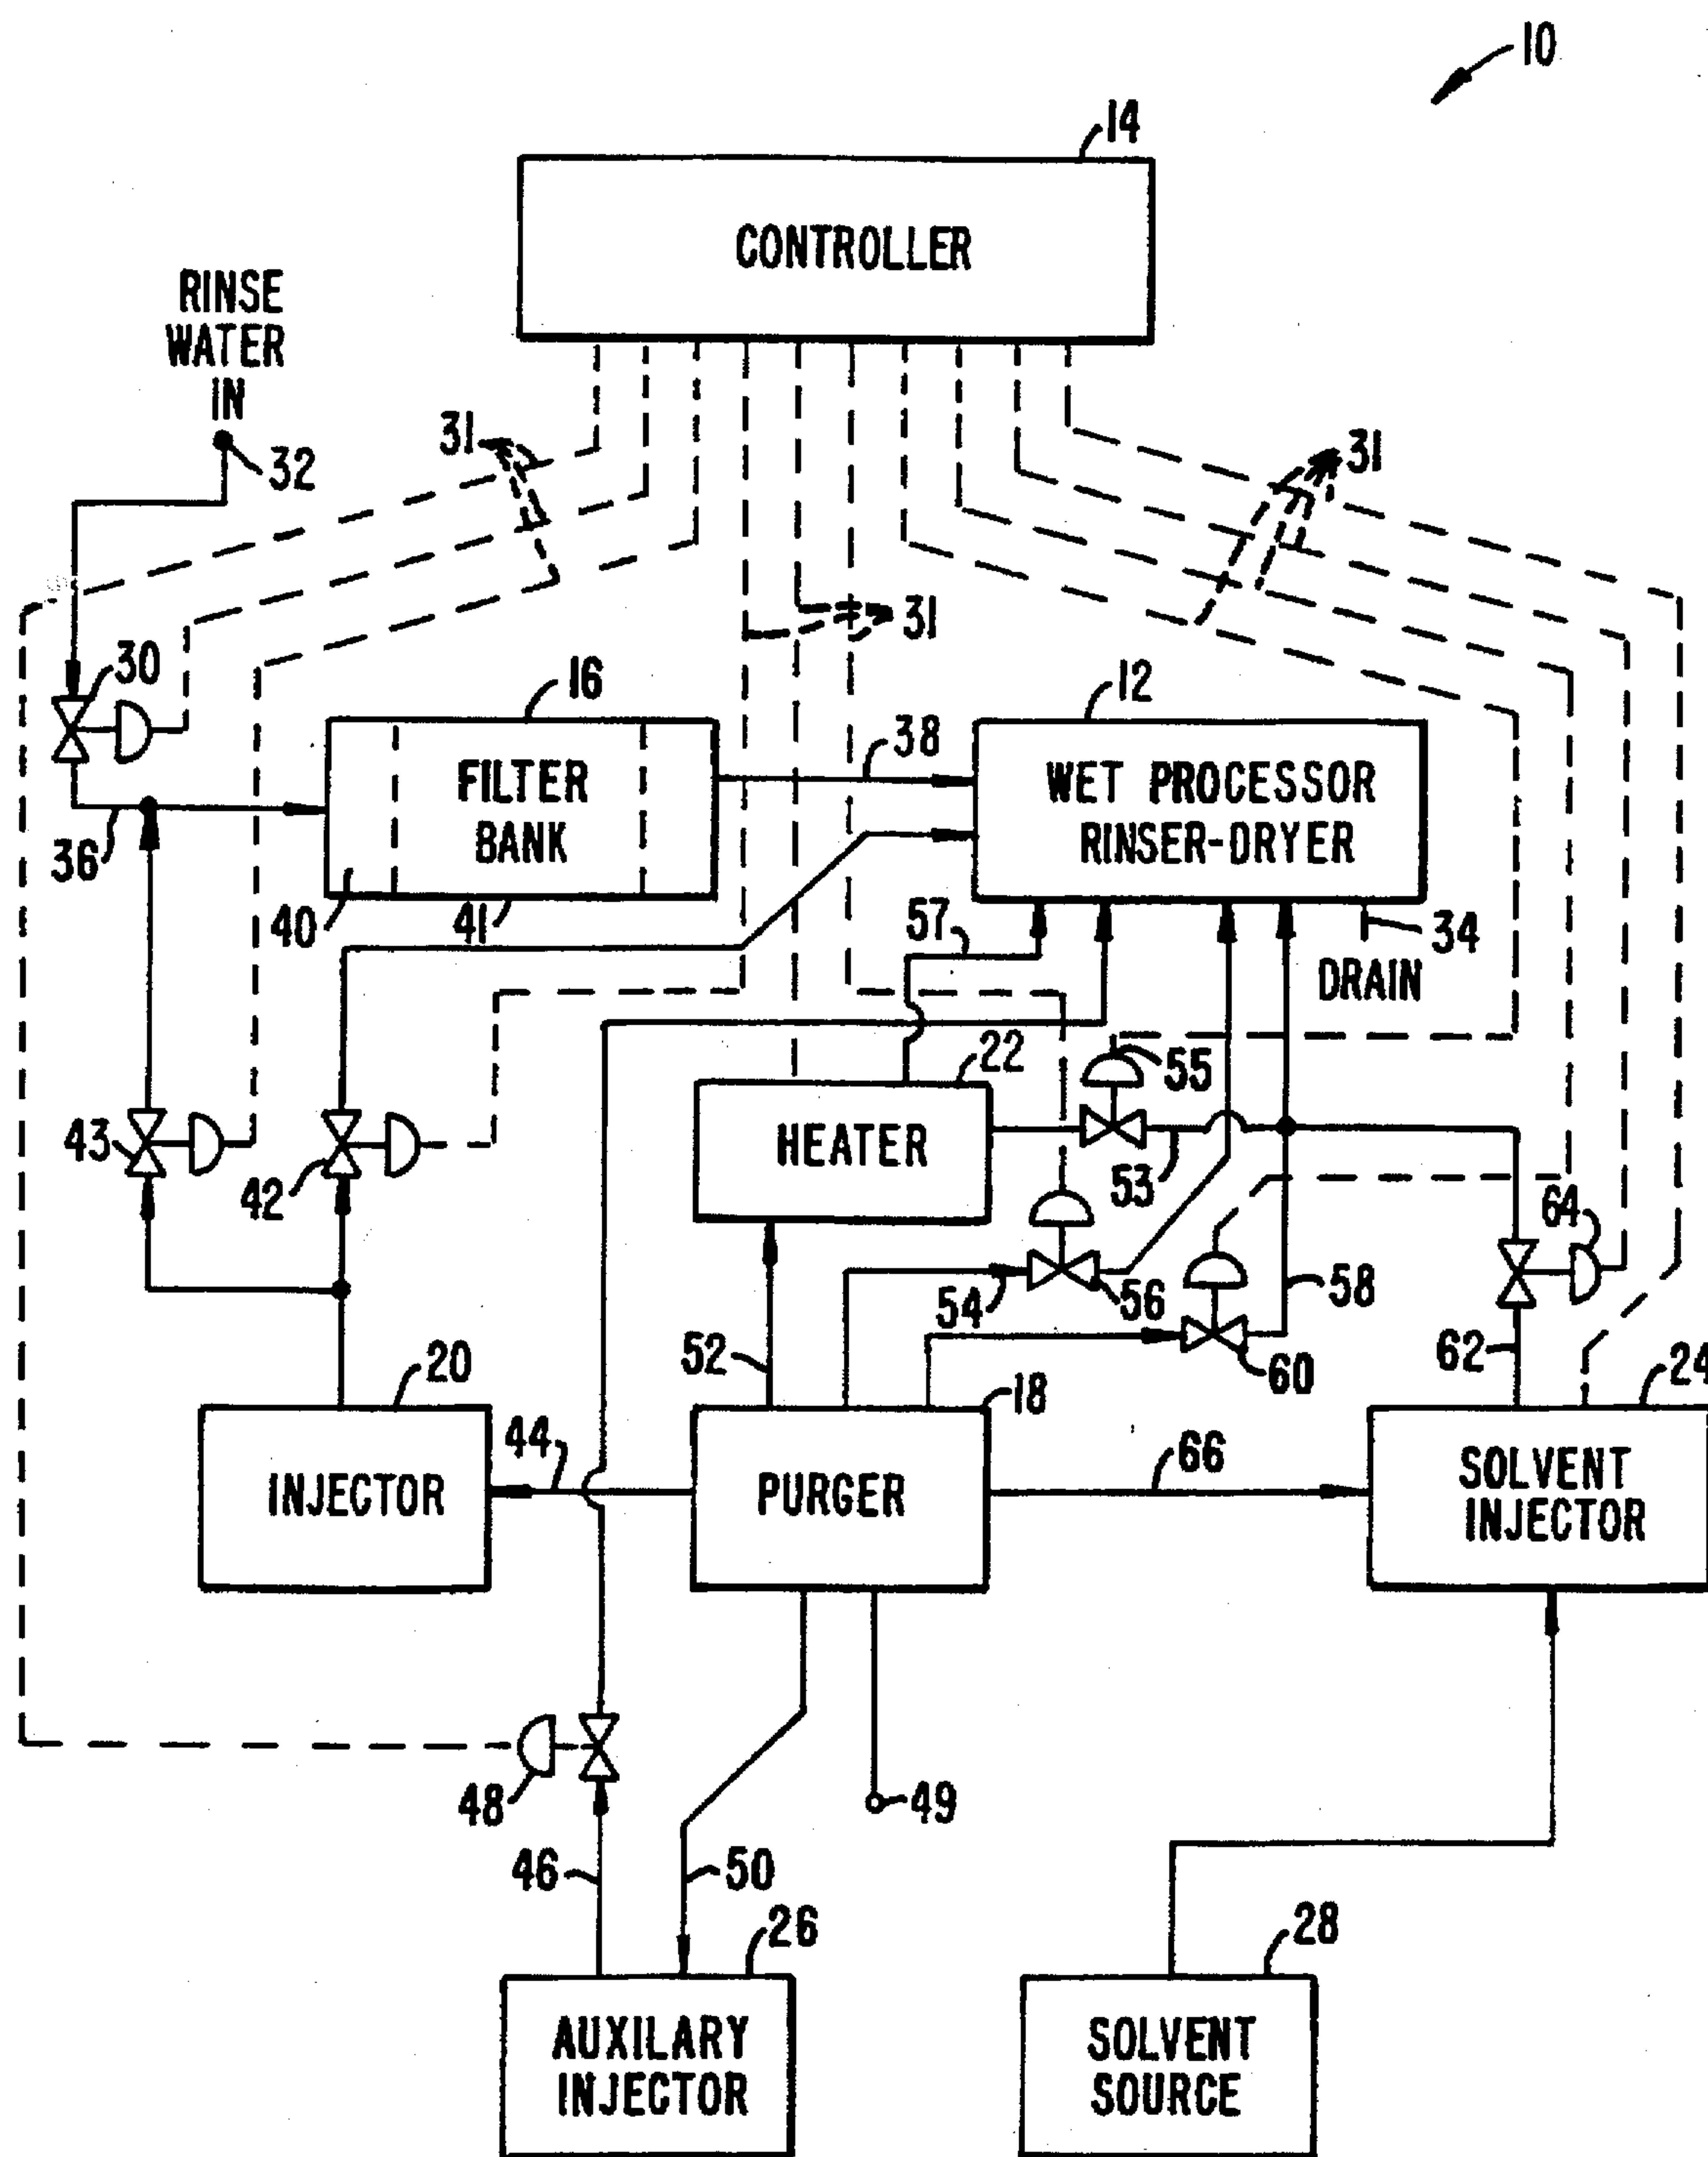 10
14
CONTROLLER
RINSE
WATER
IN
32
31
31
31
30
16
12
38
FILTER
BANK
WET PROCESSOR
RINSER-DRYER
36
40
41
57
34
DRAIN
22
55
HEATER
43
42
53
64
54
56
58
52
60
62
20
18
24
44
66
INJECTOR
PURGER
SOLVENT
INJECTOR
48
49
46
50
26
28
AUXILARY
INJECTOR
SOLVENT
SOURCE